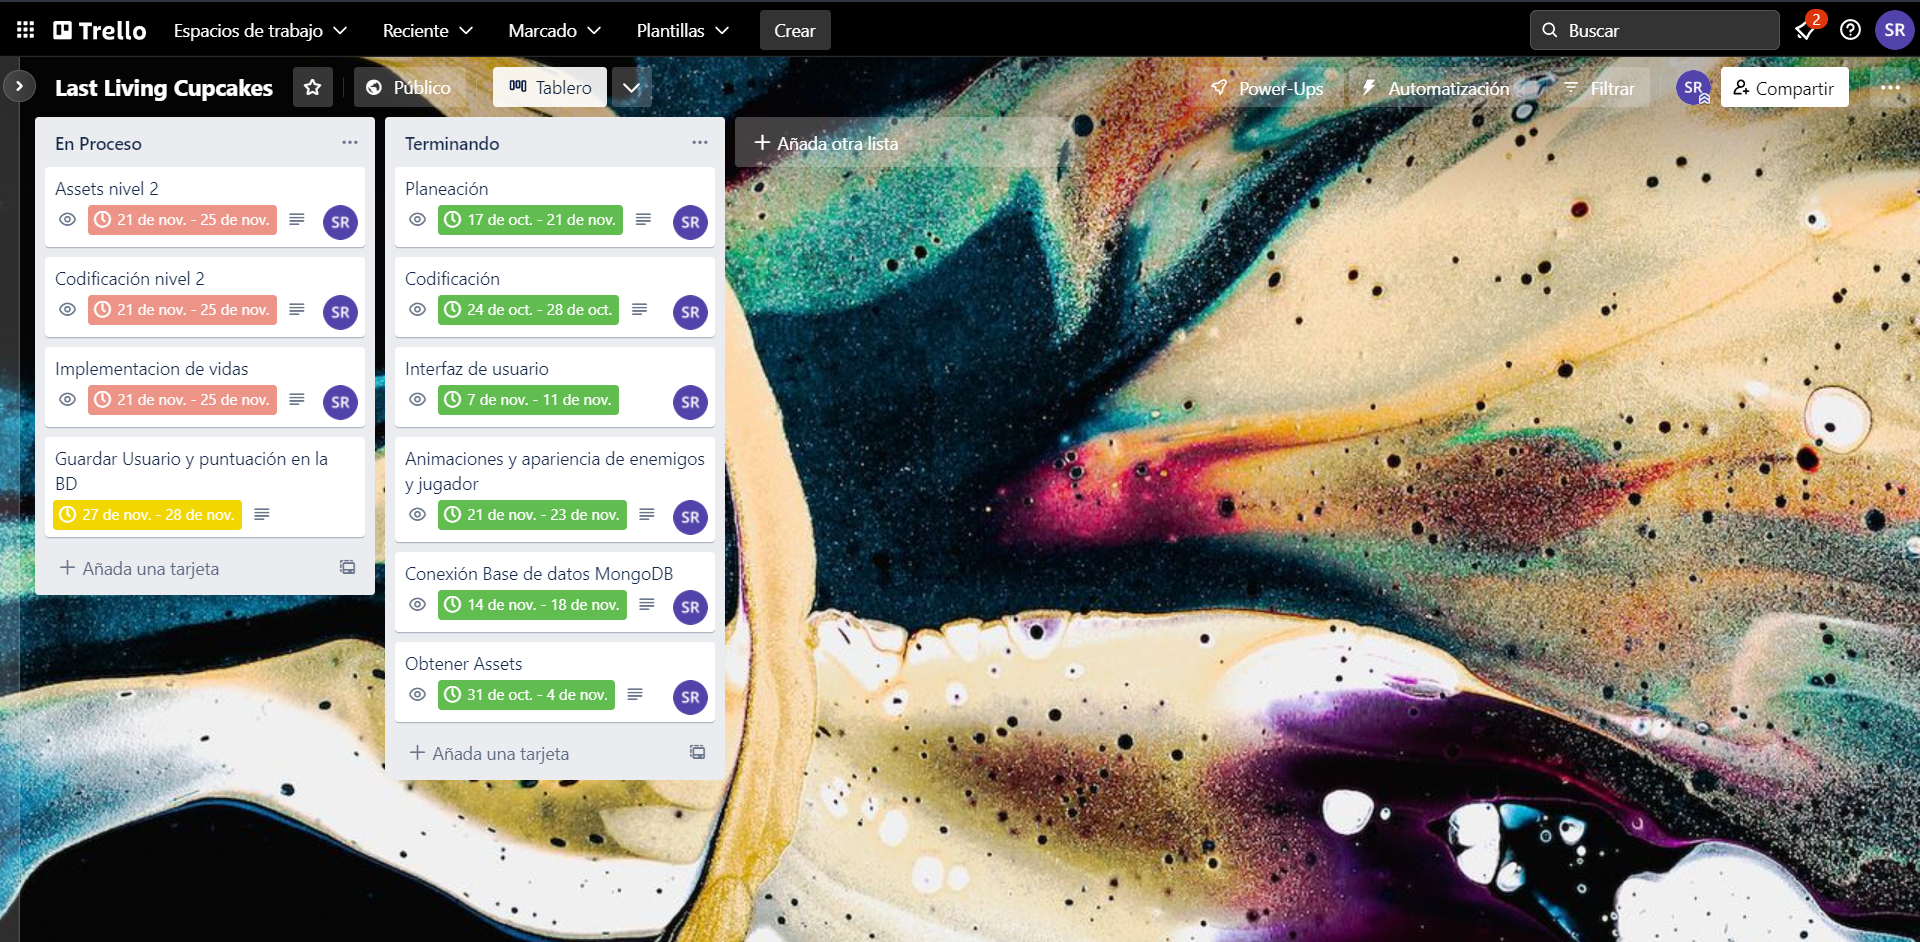 Trello
Espacios de trabajo
Reciente
Marcado
Plantillas
Crear
Buscar
2
SR
Last Living Cupcakes
Público
Tablero
Power-Ups
Automatización
Filtrar
SR
Compartir
En Proceso
Assets nivel 2
21 de nov. - 25 de nov.
SR
Codificación nivel 2
21 de nov. - 25 de nov.
SR
Implementacion de vidas
21 de nov. - 25 de nov.
SR
Guardar Usuario y puntuación en la
BD
27 de nov. - 28 de nov.
Añada una tarjeta
Terminando
Planeación
17 de oct. - 21 de nov.
SR
Codificación
24 de oct. - 28 de oct.
SR
Interfaz de usuario
7 de nov. - 11 de nov.
SR
Animaciones y apariencia de enemigos
y jugador
21 de nov. - 23 de nov.
SR
Conexión Base de datos MongoDB
14 de nov. - 18 de nov.
SR
Obtener Assets
31 de oct. - 4 de nov.
SR
Añada una tarjeta
Añada otra lista